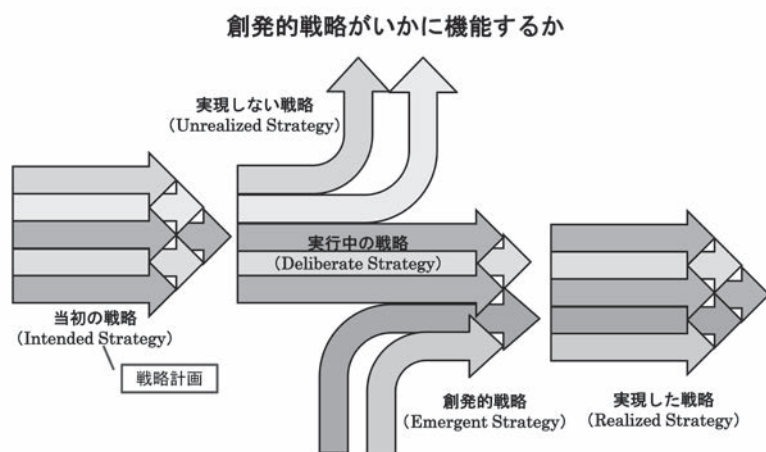 創発的戦略がいかに機能するか
実現しない戦略
(Unrealized Strategy)
実行中の戦略
(Deliberate Strategy)
当初の戦略
(Intended Strategy)
戦略計画
創発的戦略
(Emergent Strategy)
実現した戦略
(Realized Strategy)